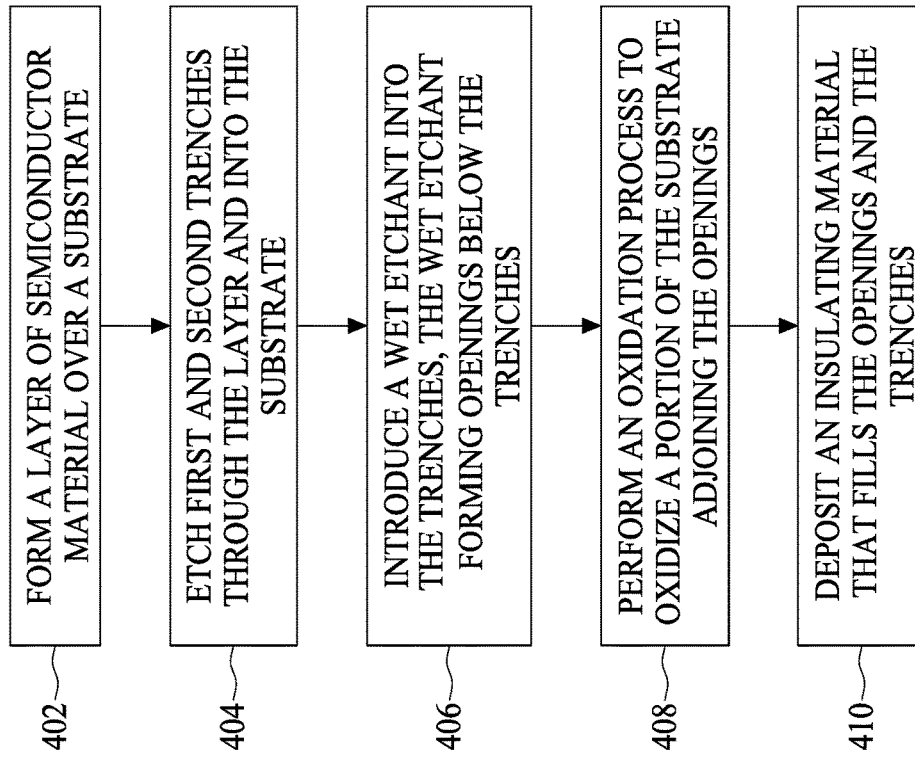 402
FORM A LAYER OF SEMICONDUCTOR
MATERIAL OVER A SUBSTRATE
404
ETCH FIRST AND SECOND TRENCHES
THROUGH THE LAYER AND INTO THE
SUBSTRATE
406
INTRODUCE A WET ETCHANT INTO
THE TRENCHES, THE WET ETCHANT
FORMING OPENINGS BELOW THE
TRENCHES
408
PERFORM AN OXIDATION PROCESS TO
OXIDIZE A PORTION OF THE SUBSTRATE
ADJOINING THE OPENINGS
410
DEPOSIT AN INSULATING MATERIAL
THAT FILLS THE OPENINGS AND THE
TRENCHES